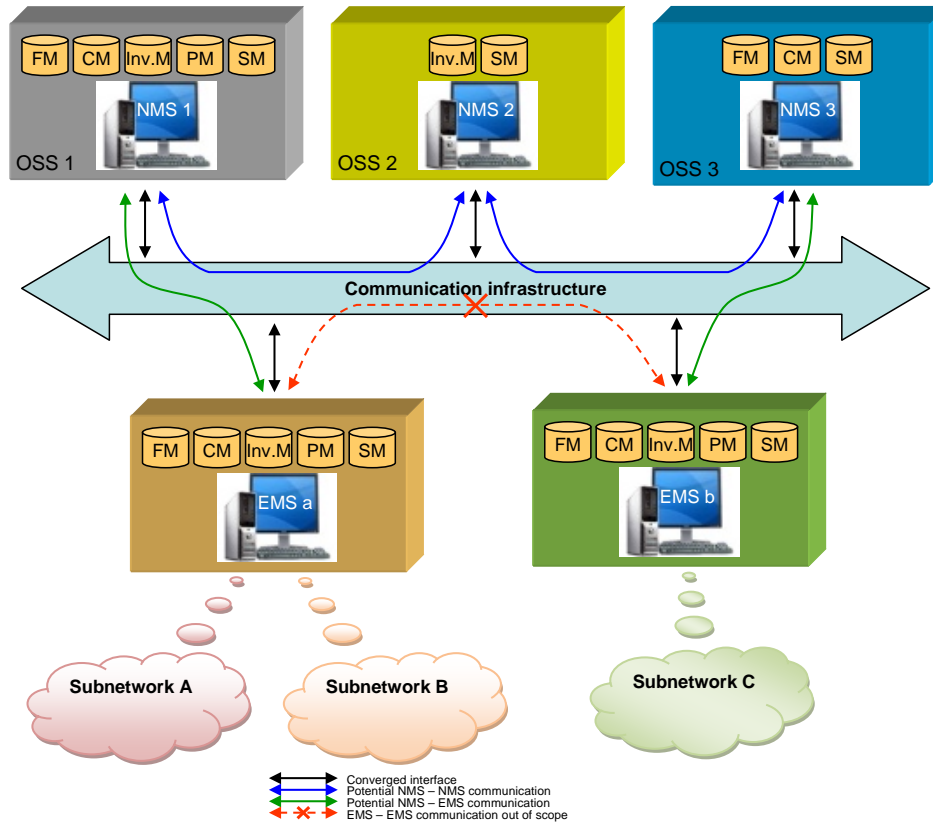 FM CM Inv.M PM SM
NMS 1
OSS 1
Inv.M SM
NMS 2
OSS 2
FM CM SM
NMS 3
OSS 3
Communication infrastructure
FM CM Inv.M PM SM
EMS a
FM CM Inv.M PM SM
EMS b
Subnetwork A
Subnetwork B
Subnetwork C
Converged interface
Potential NMS – NMS communication
Potential NMS – EMS communication
EMS – EMS communication out of scope